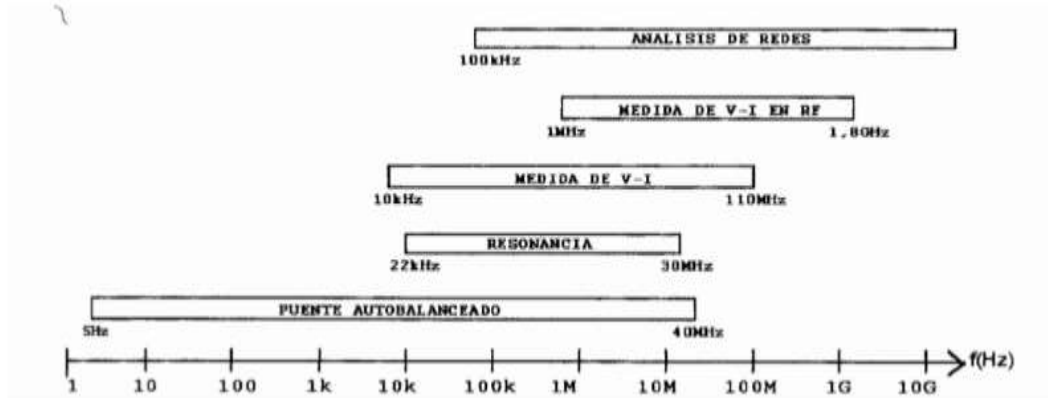 ANALISIS DE REDES
100kHz
MEDIDA DE V-I EN RF
1MHz 1.8GHz
MEDIDA DE V-I
10kHz 110MHz
RESONANCIA
22kHz 30MHz
PUENTE AUTOBALANCEADO
5Hz 40MHz
f(Hz)
1 10 100 1k 10k 100k 1M 10M 100M 1G 10G